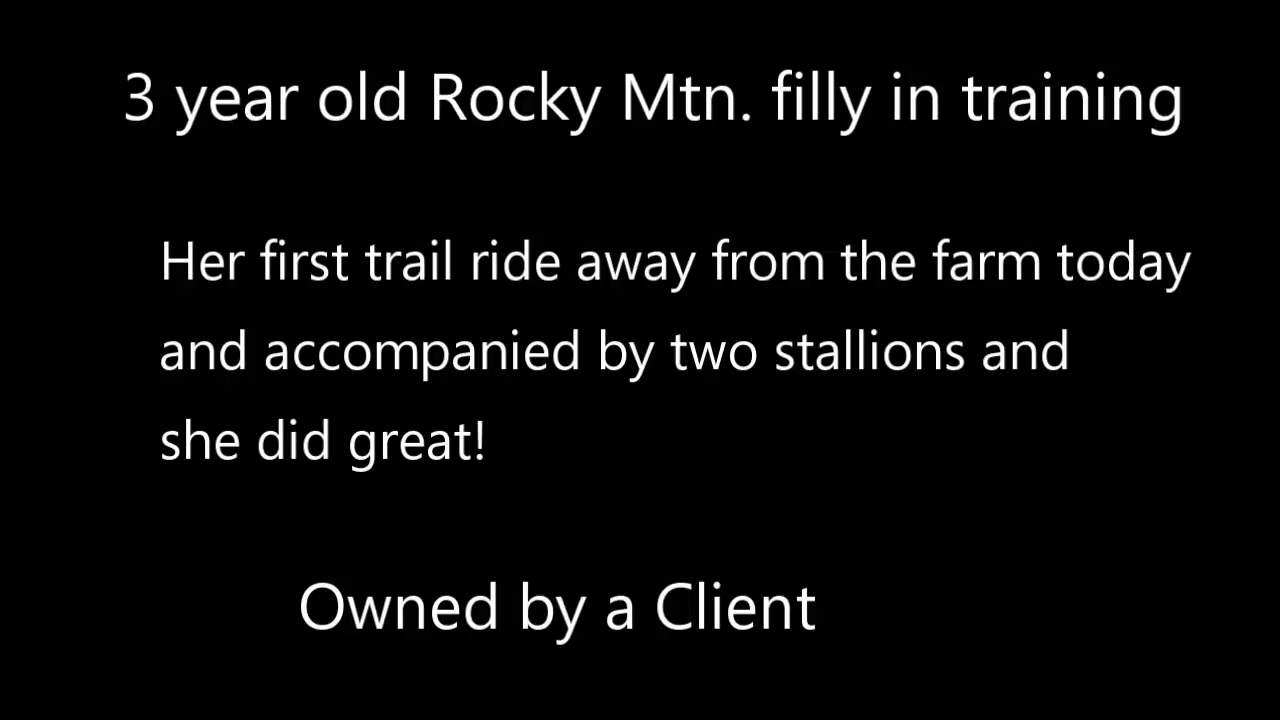 3 year old Rocky Mtn. filly in training
Her first trail ride away from the farm today
and accompanied by two stallions and
she did great!
Owned by a Client